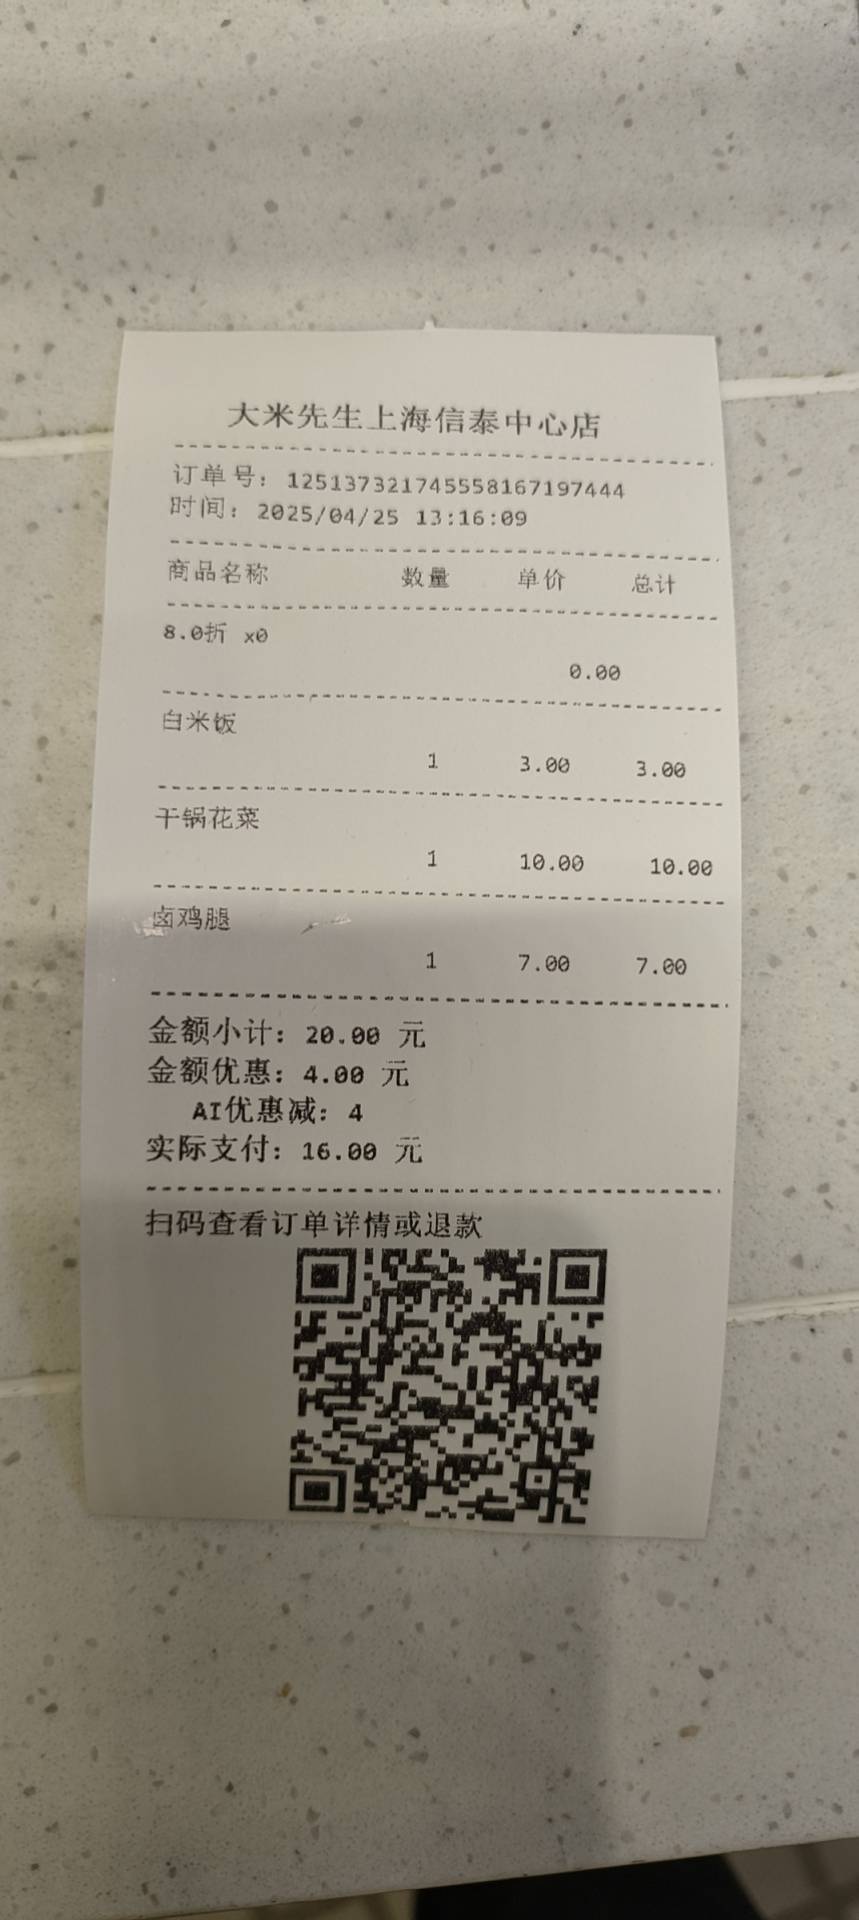 大米先生上海信泰中心店
订单号: 1251373217455558167197444
时间: 2025/04/25 13:16:09
商品名称 数量 单价 总计
8.0折 x0
0.00
白米饭
1 3.00 3.00
干锅花菜
1 10.00 10.00
卤鸡腿
1 7.00 7.00
金额小计: 20.00 元
金额优惠: 4.00 元
AI优惠减: 4
实际支付: 16.00 元
扫码查看订单详情或退款